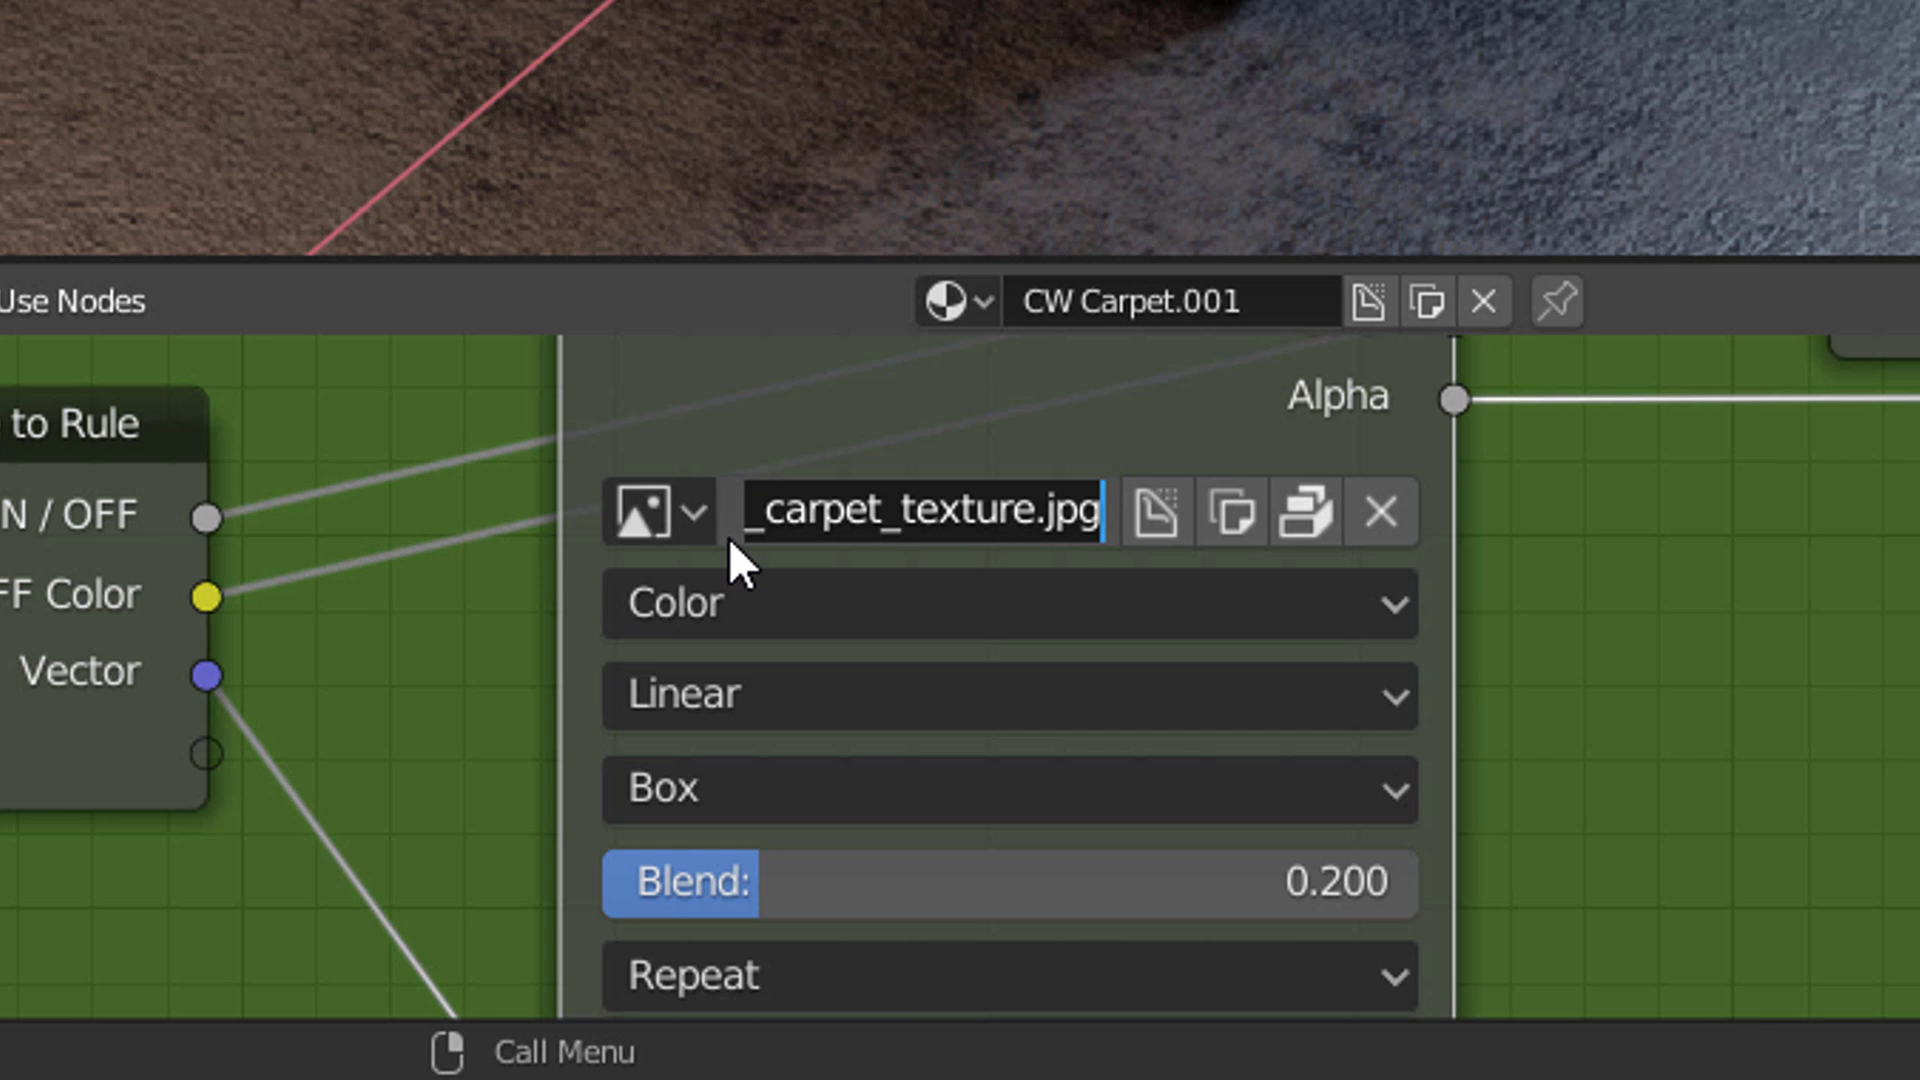 Use Nodes
CW Carpet.001
to Rule
N / OFF
FF Color
Vector
Alpha
_carpet_texture.jpg
Color
Linear
Box
Blend: 0.200
Repeat
Call Menu